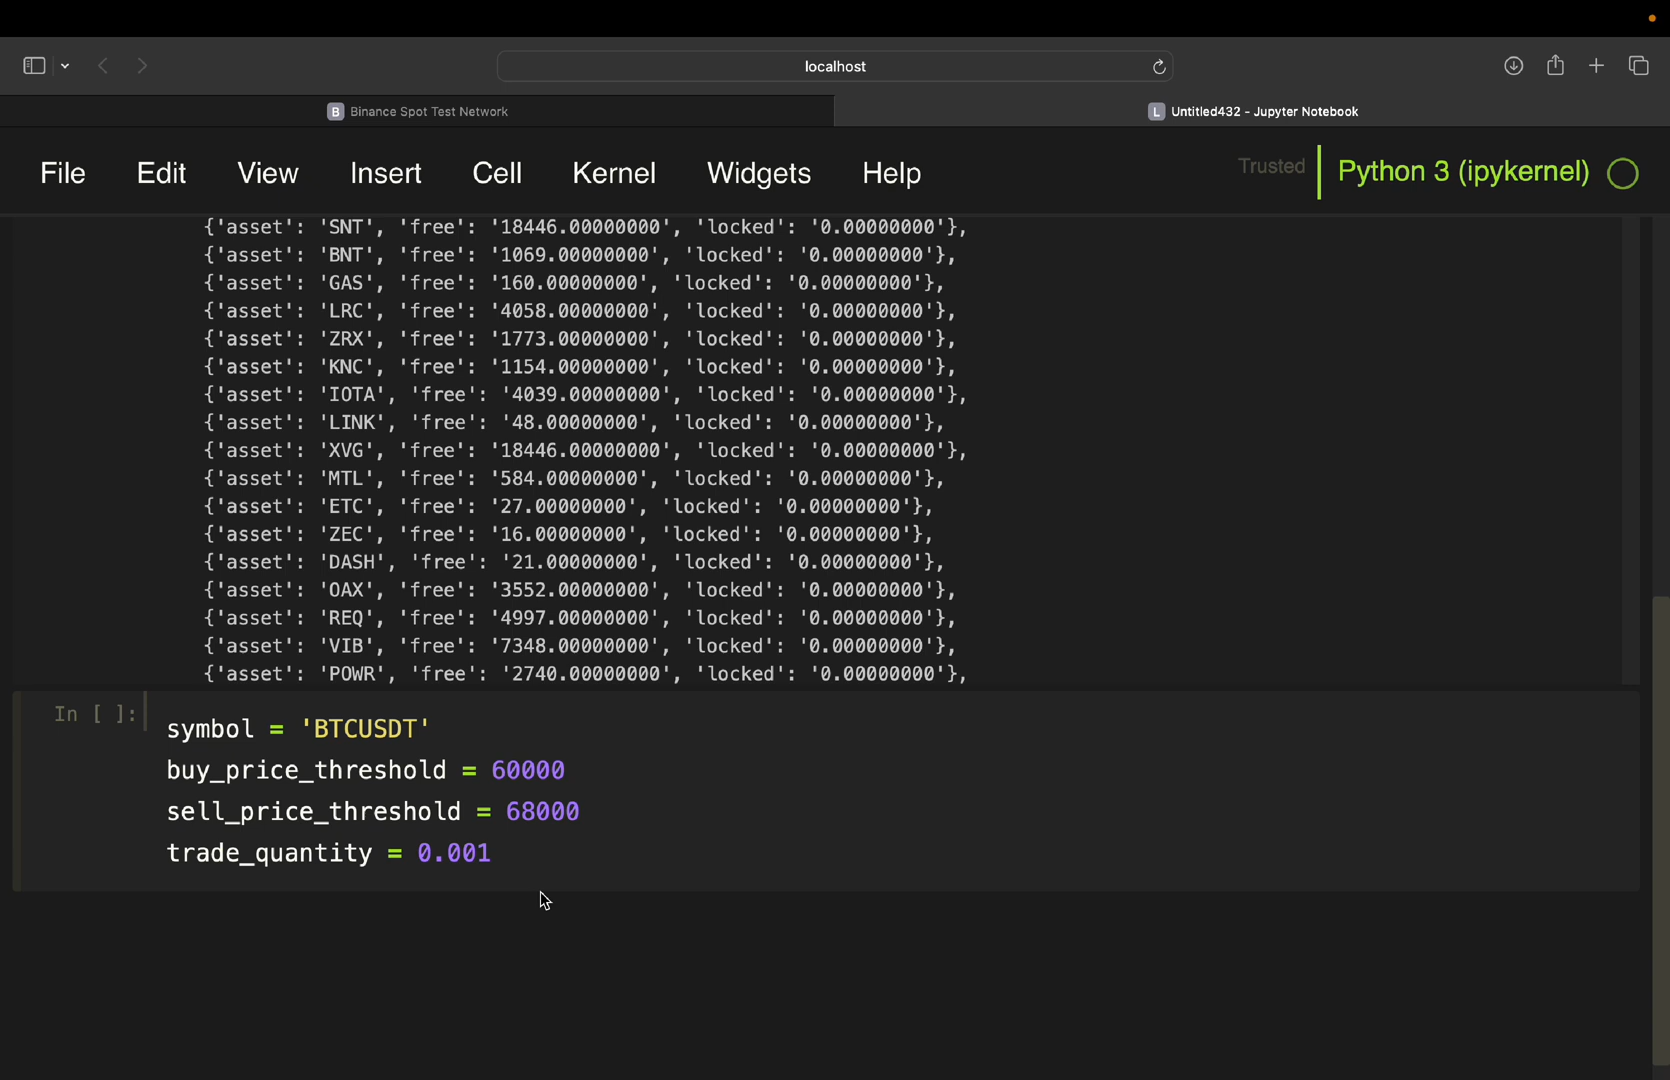 localhost
B Binance Spot Test Network
L Untitled432 - Jupyter Notebook
File Edit View Insert Cell Kernel Widgets Help Trusted Python 3 (ipykernel)
{'asset': 'SNT', 'free': '18446.00000000', 'locked': '0.00000000'},
{'asset': 'BNT', 'free': '1069.00000000', 'locked': '0.00000000'},
{'asset': 'GAS', 'free': '160.00000000', 'locked': '0.00000000'},
{'asset': 'LRC', 'free': '4058.00000000', 'locked': '0.00000000'},
{'asset': 'ZRX', 'free': '1773.00000000', 'locked': '0.00000000'},
{'asset': 'KNC', 'free': '1154.00000000', 'locked': '0.00000000'},
{'asset': 'IOTA', 'free': '4039.00000000', 'locked': '0.00000000'},
{'asset': 'LINK', 'free': '48.00000000', 'locked': '0.00000000'},
{'asset': 'XVG', 'free': '18446.00000000', 'locked': '0.00000000'},
{'asset': 'MTL', 'free': '584.00000000', 'locked': '0.00000000'},
{'asset': 'ETC', 'free': '27.00000000', 'locked': '0.00000000'},
{'asset': 'ZEC', 'free': '16.00000000', 'locked': '0.00000000'},
{'asset': 'DASH', 'free': '21.00000000', 'locked': '0.00000000'},
{'asset': 'OAX', 'free': '3552.00000000', 'locked': '0.00000000'},
{'asset': 'REQ', 'free': '4997.00000000', 'locked': '0.00000000'},
{'asset': 'VIB', 'free': '7348.00000000', 'locked': '0.00000000'},
{'asset': 'POWR', 'free': '2740.00000000', 'locked': '0.00000000'},
In [ ]:
symbol = 'BTCUSDT'
buy_price_threshold = 60000
sell_price_threshold = 68000
trade_quantity = 0.001